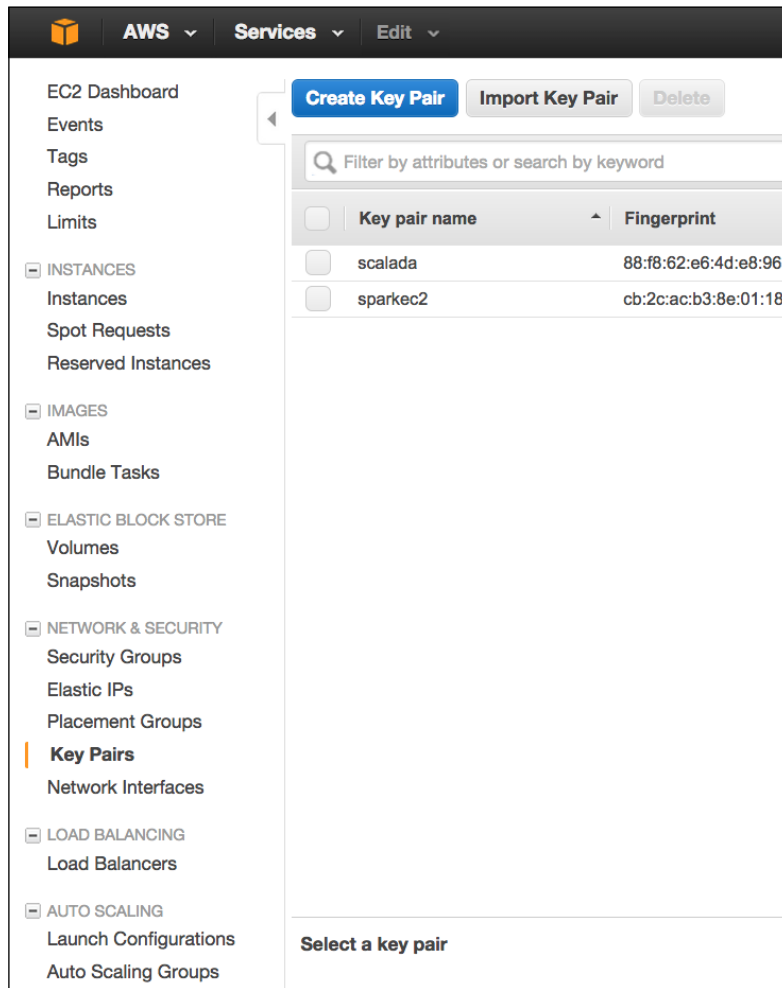 AWS Services Edit
EC2 Dashboard
Events
Tags
Reports
Limits
INSTANCES
Instances
Spot Requests
Reserved Instances
IMAGES
AMIs
Bundle Tasks
ELASTIC BLOCK STORE
Volumes
Snapshots
NETWORK & SECURITY
Security Groups
Elastic IPs
Placement Groups
Key Pairs
Network Interfaces
LOAD BALANCING
Load Balancers
AUTO SCALING
Launch Configurations
Auto Scaling Groups
Create Key Pair Import Key Pair Delete
Filter by attributes or search by keyword
Key pair name Fingerprint
scalada 88:f8:62:e6:4d:e8:96
sparkec2 cb:2c:ac:b3:8e:01:18
Select a key pair